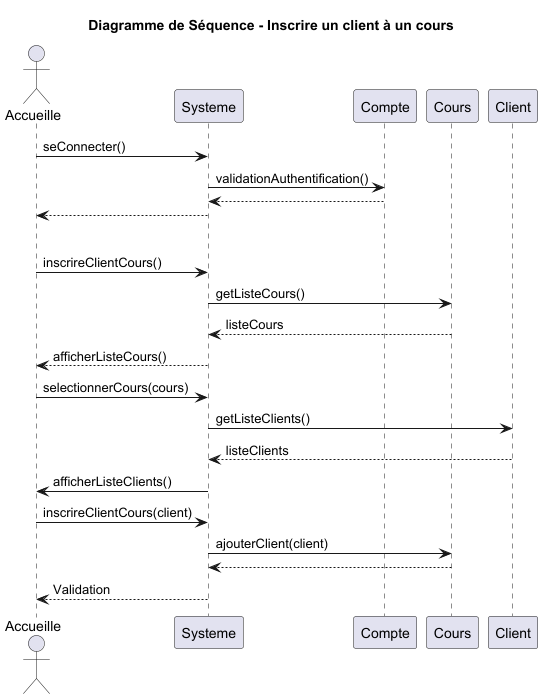 Diagramme de Séquence - Inscrire un client à un cours
Accueille
Systeme
Compte
Cours
Client
seConnecter()
validationAuthentification()
inscrireClientCours()
getListeCours()
listeCours
afficherListeCours()
selectionnerCours(cours)
getListeClients()
listeClients
afficherListeClients()
inscrireClientCours(client)
ajouterClient(client)
Validation
Accueille
Systeme
Compte
Cours
Client